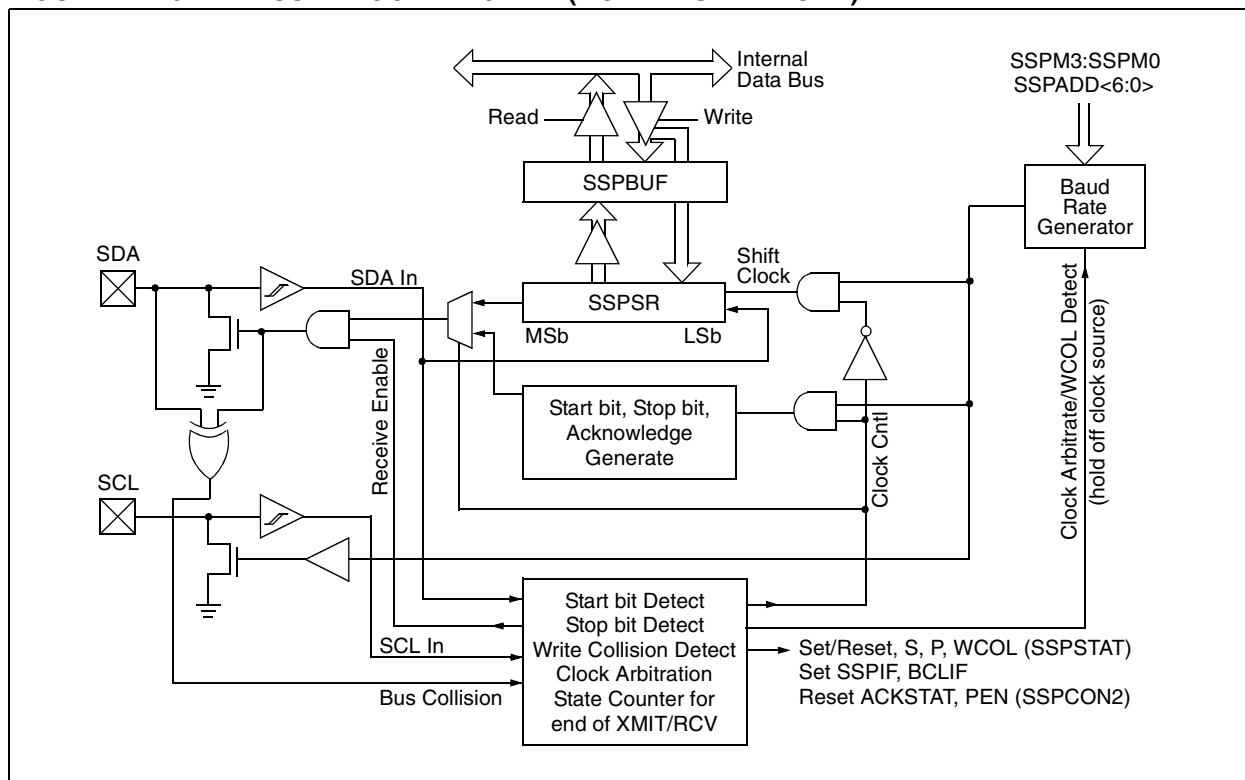 Internal
Data Bus
SSPM3:SSPM0
SSPADD<6:0>
Read
Write
SSPBUF
Baud
Rate
Generator
SDA
SDA In
Shift
Clock
SSPSR
MSb
LSb
Clock Arbitrate/WCOL Detect
(hold off clock source)
Start bit, Stop bit,
Acknowledge
Generate
Receive Enable
Clock Cntl
SCL
SCL In
Bus Collision
Start bit Detect
Stop bit Detect
Write Collision Detect
Clock Arbitration
State Counter for
end of XMIT/RCV
Set/Reset, S, P, WCOL (SSPSTAT)
Set SSPIF, BCLIF
Reset ACKSTAT, PEN (SSPCON2)